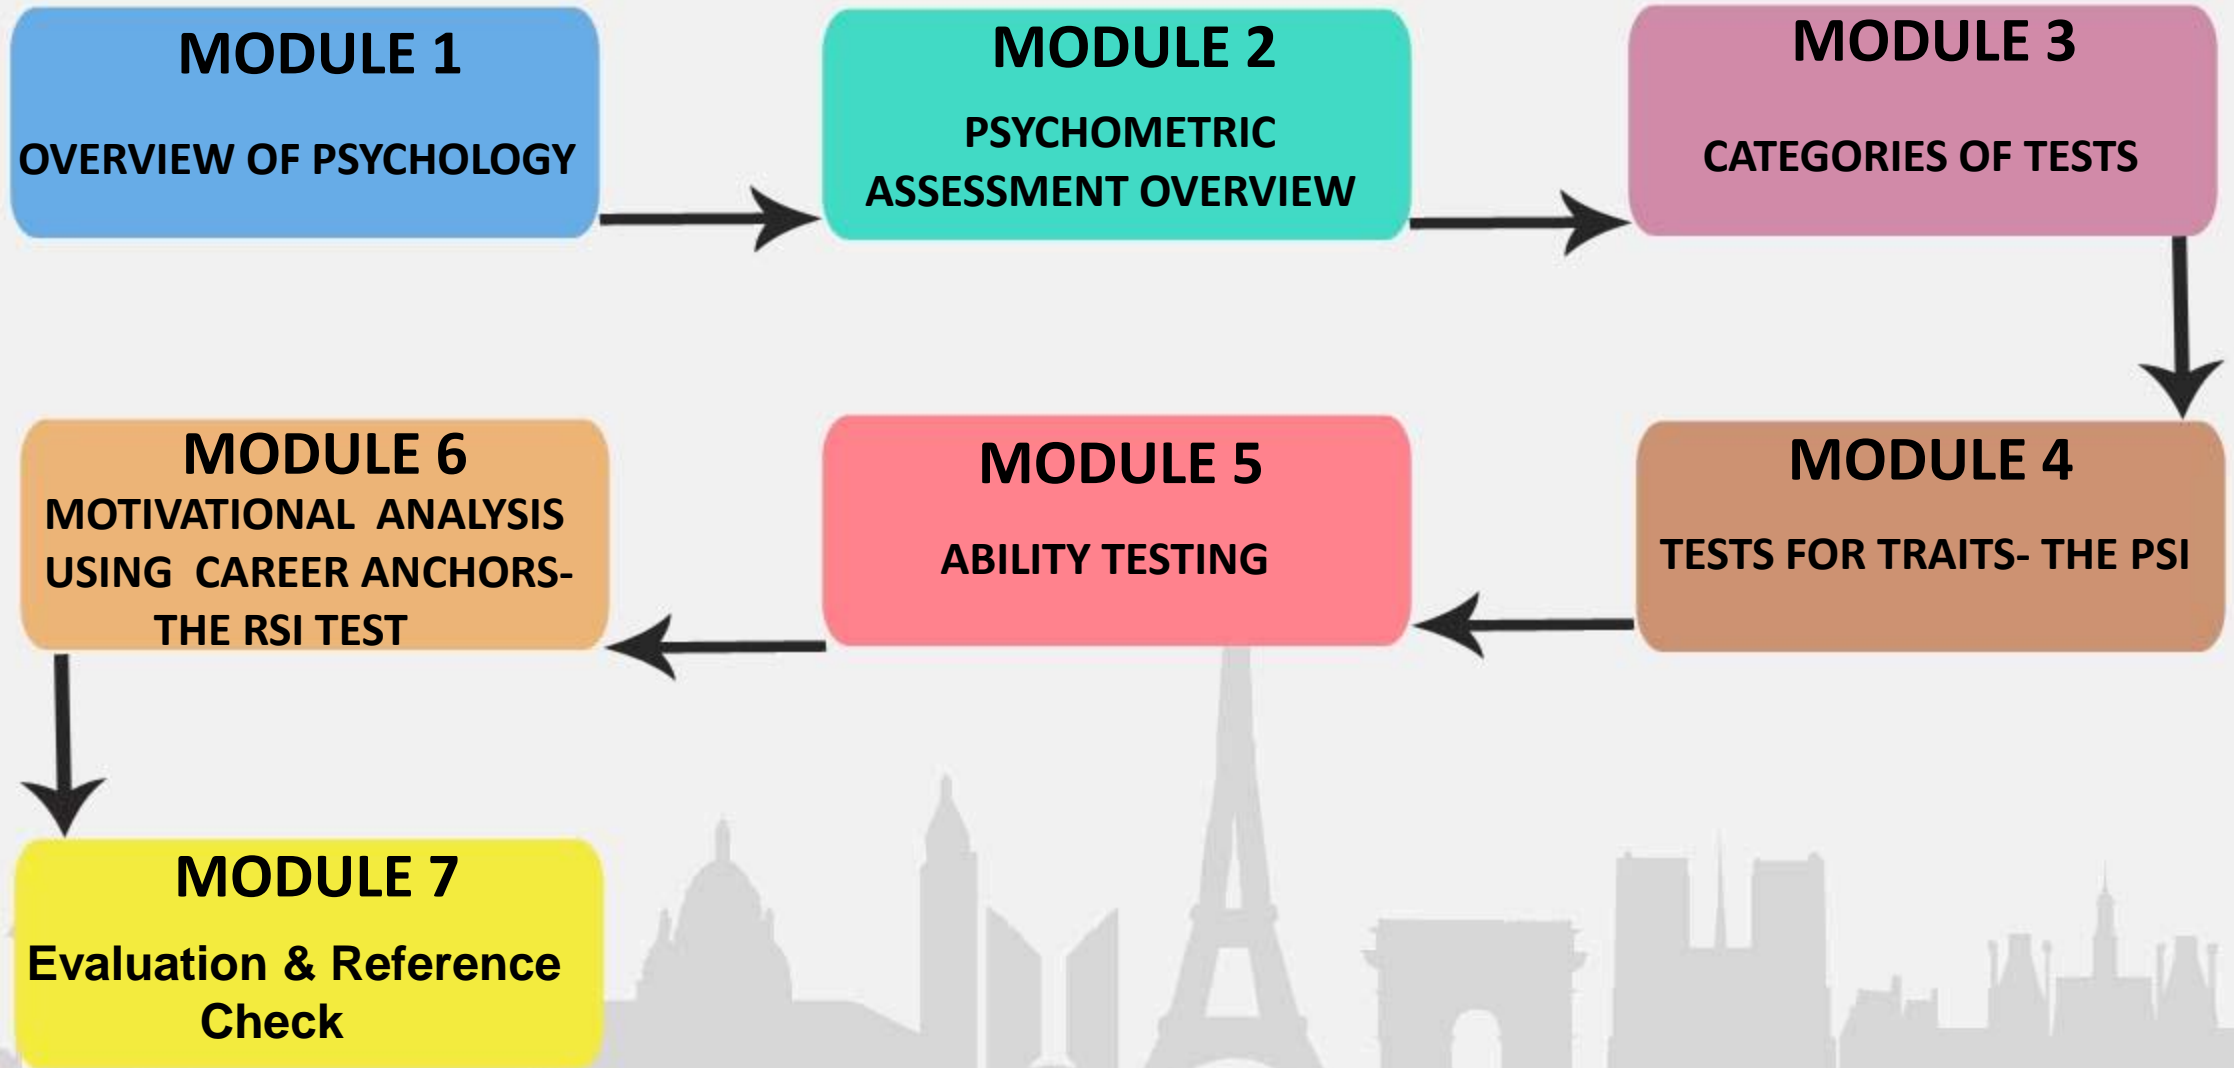 MODULE 1
OVERVIEW OF PSYCHOLOGY
MODULE 2
PSYCHOMETRIC
ASSESSMENT OVERVIEW
MODULE 3
CATEGORIES OF TESTS
MODULE 4
TESTS FOR TRAITS- THE PSI
MODULE 5
ABILITY TESTING
MODULE 6
MOTIVATIONAL ANALYSIS
USING CAREER ANCHORS-
THE RSI TEST
MODULE 7
Evaluation & Reference
Check